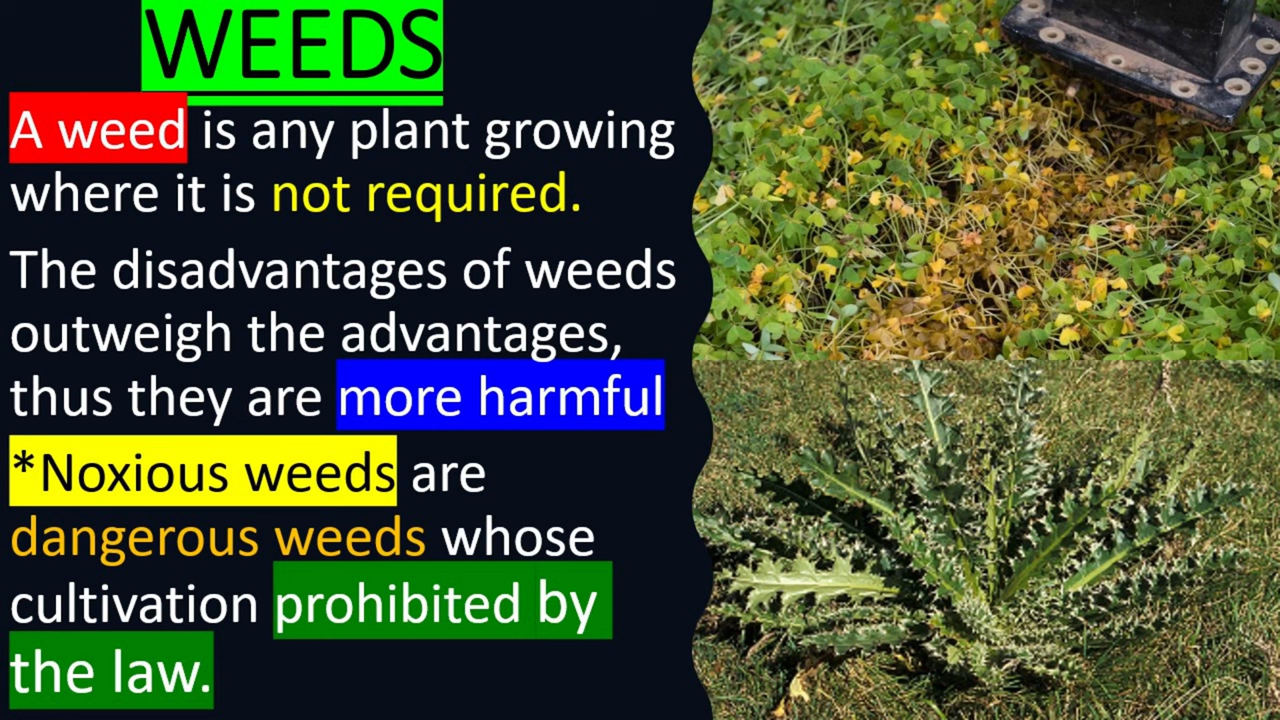 WEEDS
A weed is any plant growing
where it is not required.
The disadvantages of weeds
outweigh the advantages,
thus they are more harmful
*Noxious weeds are
dangerous weeds whose
cultivation prohibited by
the law.